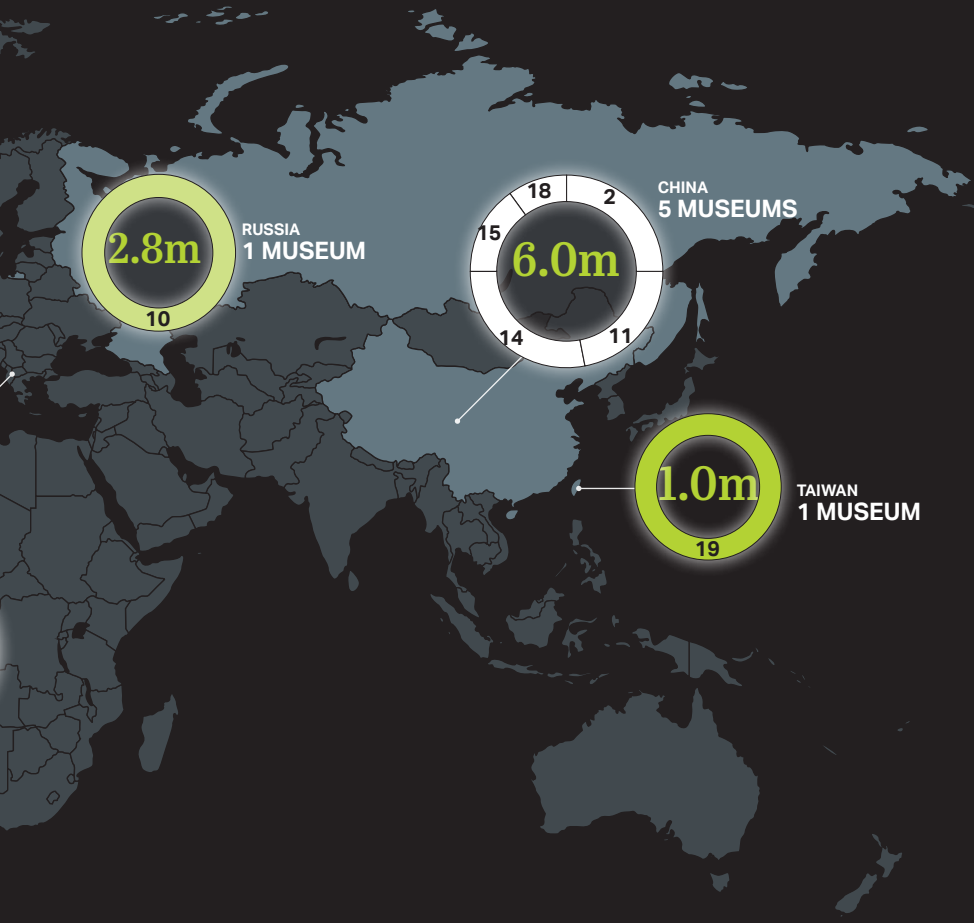 18
2
CHINA
5 MUSEUMS
15
RUSSIA
1 MUSEUM
2.8m
6.0m
10
14
11
1.0m
TAIWAN
1 MUSEUM
19